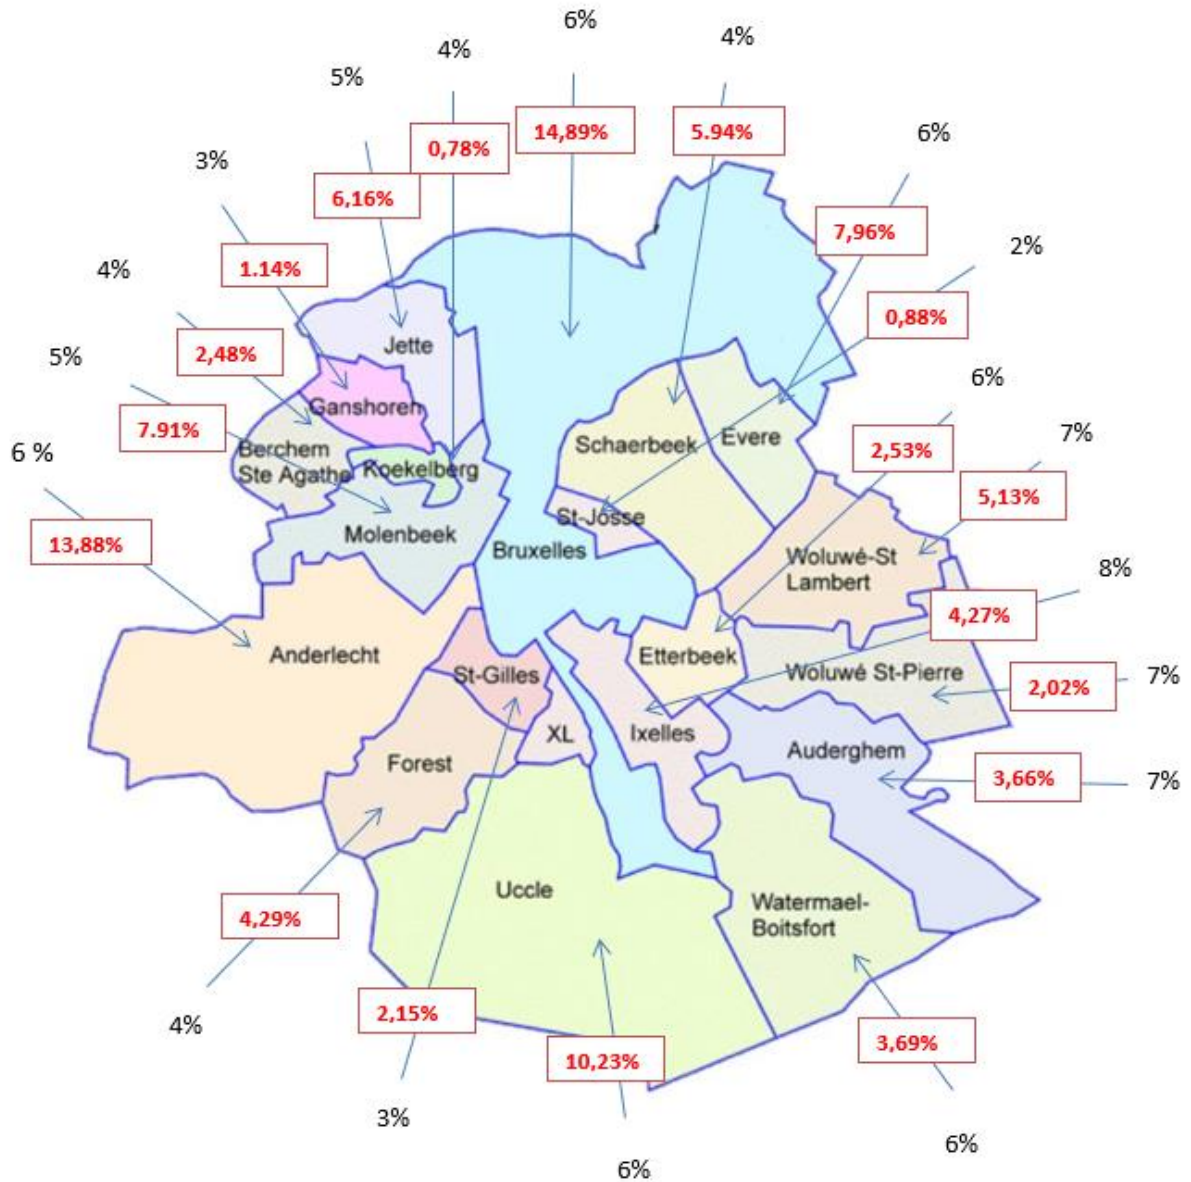 6%
4%
4%
5%
14,89%
5.94%
6%
0,78%
3%
6,16%
7,96%
2%
1.14%
4%
0,88%
2,48%
Jette
5%
6%
Ganshoren
7.91%
Schaerbeek
Evere
7%
2,53%
6 %
Berchem
Ste Agathe
Koekelberg
5,13%
St-Josse
13,88%
Molenbeek
Bruxelles
Woluwé-St
Lambert
8%
4,27%
Anderlecht
St-Gilles
Etterbeek
Woluwé St-Pierre
2,02%
7%
XL
Ixelles
Forest
Auderghem
3,66%
7%
Uccle
Watermael-
Boitsfort
4,29%
4%
2,15%
10,23%
3,69%
3%
6%
6%